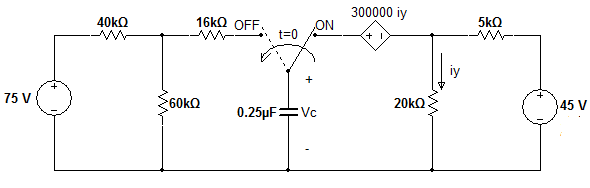 300000 iy
40kΩ
16kΩ
OFF
t=0
ON
5kΩ
+
-
75 V
+
-
60kΩ
0.25µF
+
Vc
-
iy
20kΩ
+
-
45 V